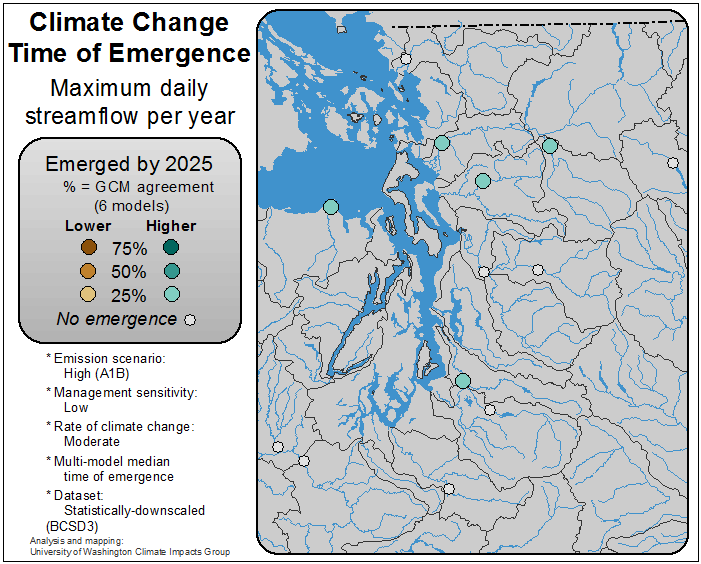 Climate Change
Time of Emergence
Maximum daily
streamflow per year
Emerged by 2025
% = GCM agreement
(6 models)
Lower Higher
75%
50%
25%
No emergence
* Emission scenario:
High (A1B)
* Management sensitivity:
Low
* Rate of climate change:
Moderate
* Multi-model median
time of emergence
* Dataset:
Statistically-downscaled
(BCSD3)
Analysis and mapping:
University of Washington Climate Impacts Group